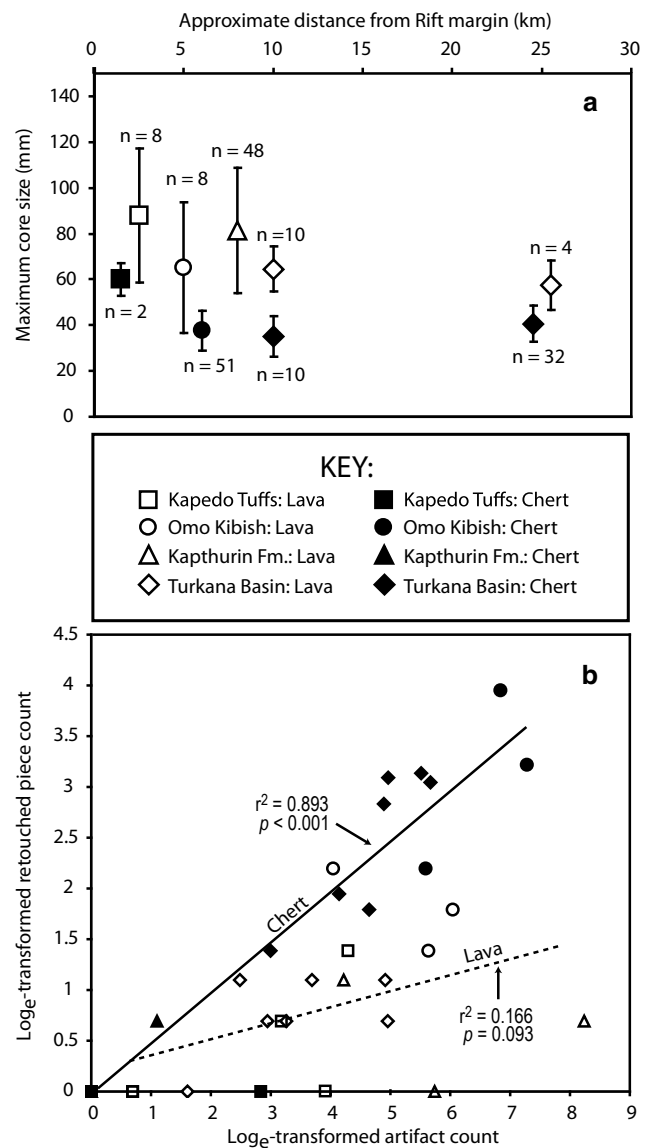 Approximate distance from Rift margin (km)
0 5 10 15 20 25 30
a
Maximum core size (mm)
140
120
100
80
60
40
20
0
n = 8
n = 8
n = 48
n =10
n = 4
n = 2
n = 51
n =10
n = 32
KEY:
Kapedo Tuffs: Lava
Kapedo Tuffs: Chert
Omo Kibish: Lava
Omo Kibish: Chert
Kapthurin Fm.: Lava
Kapthurin Fm.: Chert
Turkana Basin: Lava
Turkana Basin: Chert
b
Logₑ-transformed retouched piece count
4.5
4
3.5
3
2.5
2
1.5
1
0.5
0
r² = 0.893
p < 0.001
Chert
Lava
r² = 0.166
p = 0.093
0 1 2 3 4 5 6 7 8 9
Logₑ-transformed artifact count